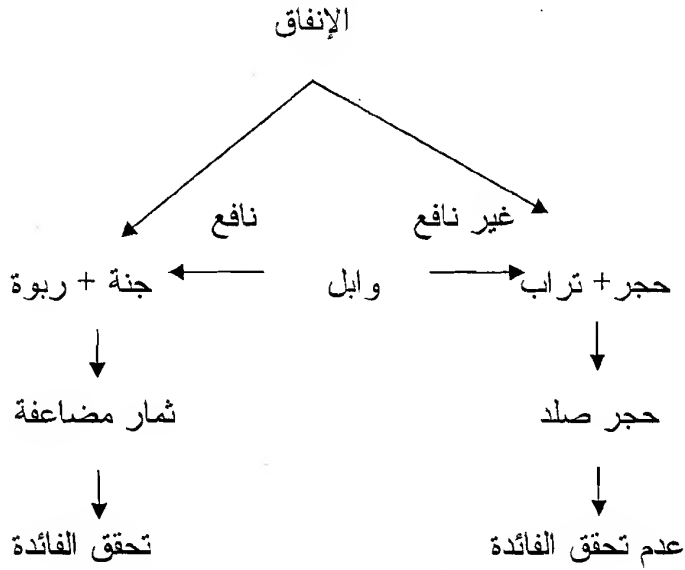 الإنفاق
غير نافع نافع
حجر+ تراب وابل جنة + ربوة
حجر صلد ثمار مضاعفة
عدم تحقق الفائدة تحقق الفائدة